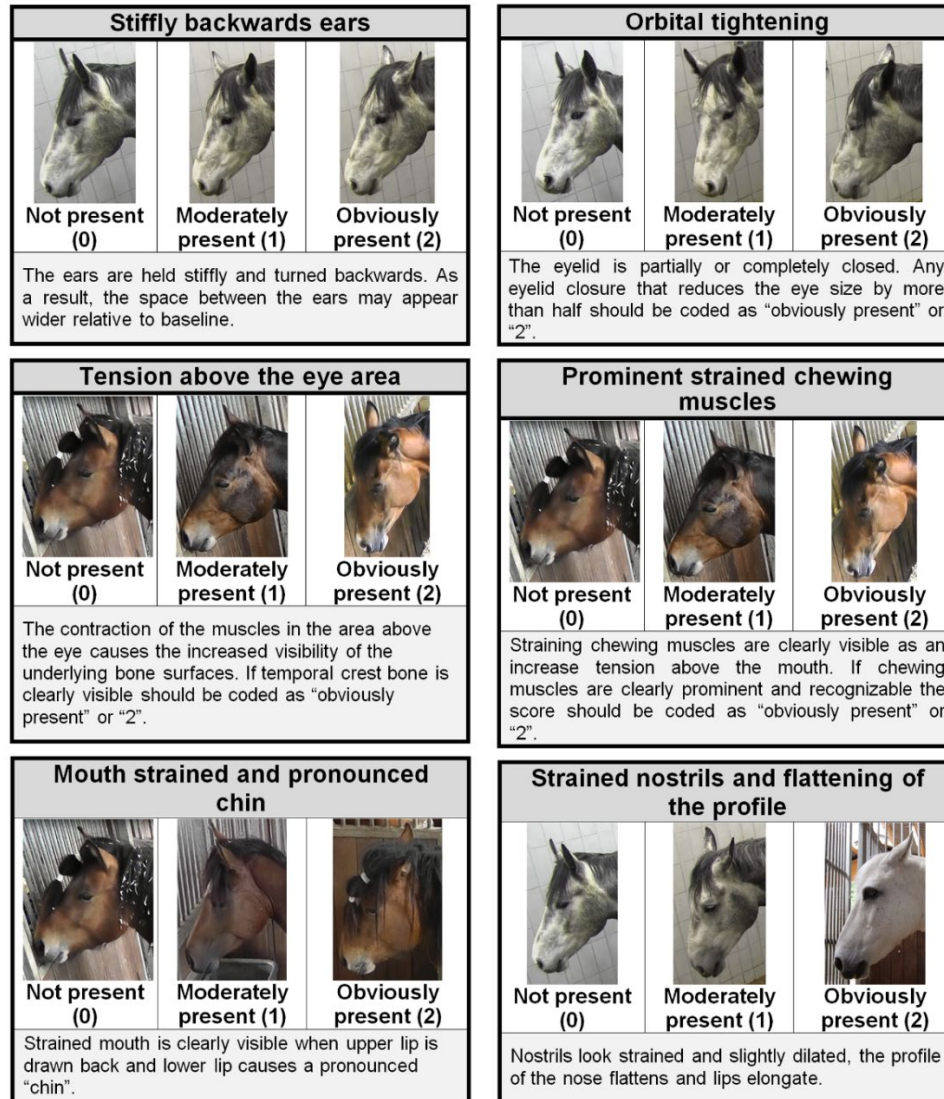 Stiffly backwards ears
Not present
(0)
Moderately
present (1)
Obviously
present (2)
The ears are held stiffly and turned backwards. As
a result, the space between the ears may appear
wider relative to baseline.
Orbital tightening
Not present
(0)
Moderately
present (1)
Obviously
present (2)
The eyelid is partially or completely closed. Any
eyelid closure that reduces the eye size by more
than half should be coded as “obviously present” or
“2”.
Tension above the eye area
Not present
(0)
Moderately
present (1)
Obviously
present (2)
The contraction of the muscles in the area above
the eye causes the increased visibility of the
underlying bone surfaces. If temporal crest bone is
clearly visible should be coded as “obviously
present” or “2”.
Prominent strained chewing
muscles
Not present
(0)
Moderately
present (1)
Obviously
present (2)
Straining chewing muscles are clearly visible as an
increase tension above the mouth. If chewing
muscles are clearly prominent and recognizable the
score should be coded as “obviously present” or
“2”.
Mouth strained and pronounced
chin
Not present
(0)
Moderately
present (1)
Obviously
present (2)
Strained mouth is clearly visible when upper lip is
drawn back and lower lip causes a pronounced
“chin”.
Strained nostrils and flattening of
the profile
Not present
(0)
Moderately
present (1)
Obviously
present (2)
Nostrils look strained and slightly dilated, the profile
of the nose flattens and lips elongate.